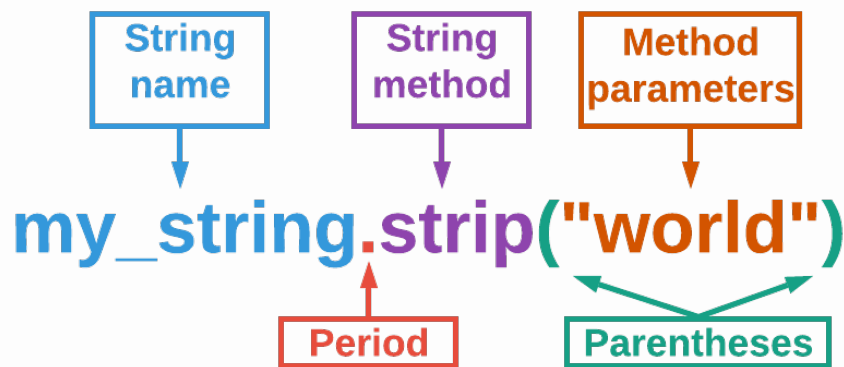 String
name
String
method
Method
parameters
my_string.strip("world")
Period
Parentheses